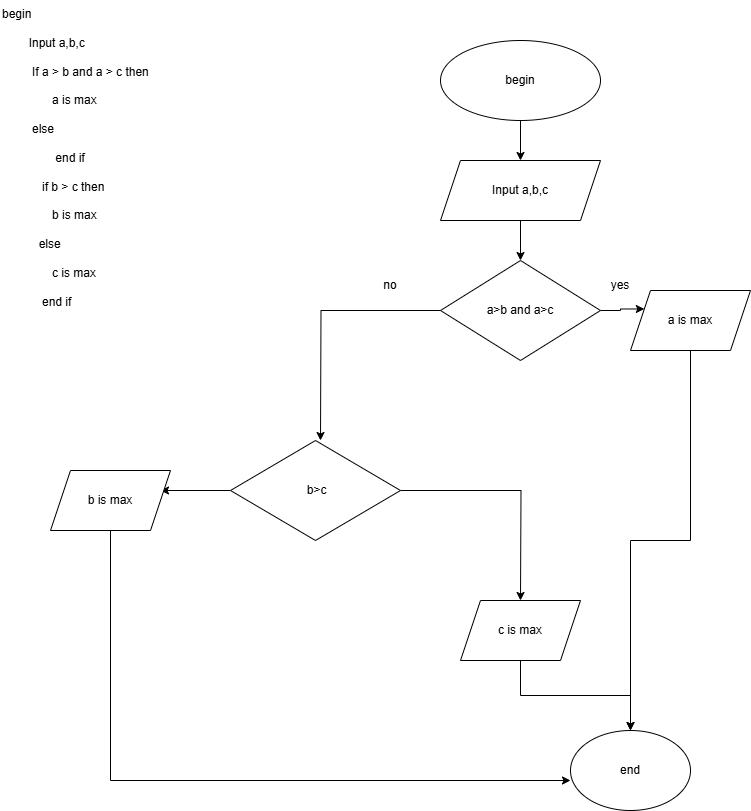 begin
Input a,b,c
If a > b and a > c then
a is max
else
end if
if b > c then
b is max
else
c is max
end if
begin
Input a,b,c
no
yes
a>b and a>c
a is max
b>c
b is max
c is max
end